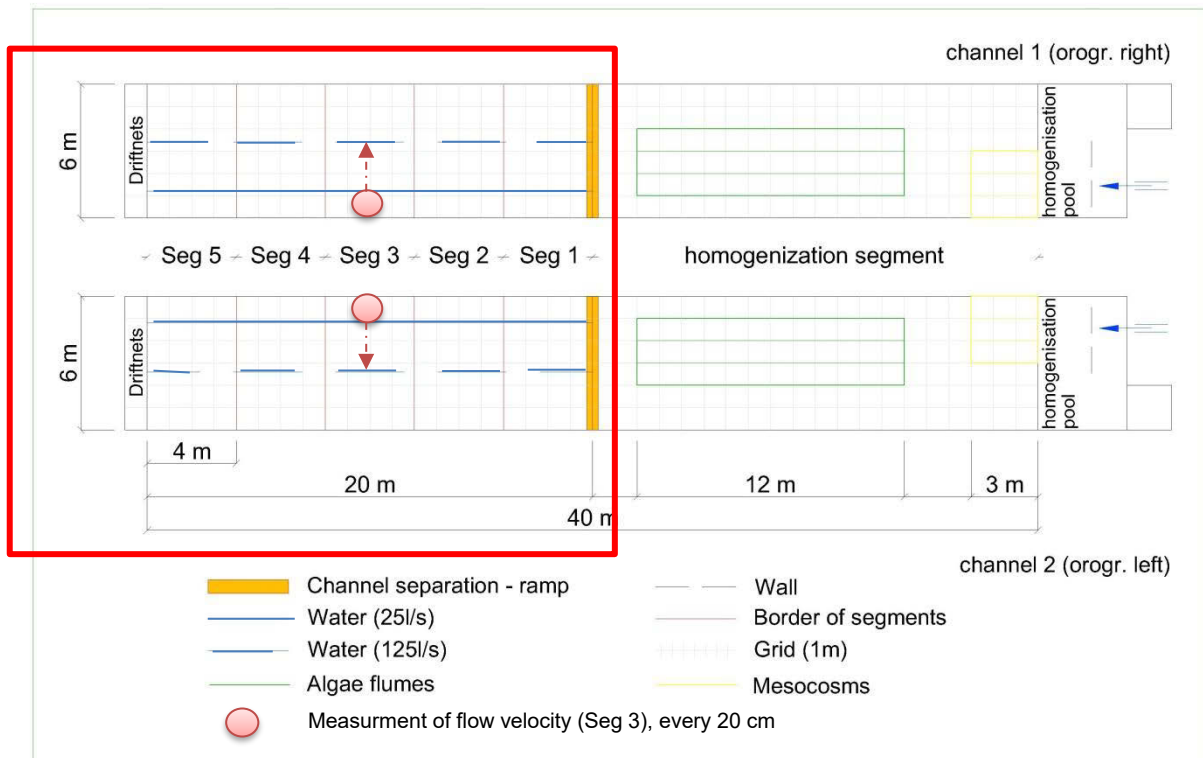 channel 1 (orogr. right)
6 m
Driftnets
homogenisation
pool
Seg 5
Seg 4
Seg 3
Seg 2
Seg 1
homogenization segment
6 m
Driftnets
homogenisation
pool
4 m
20 m
12 m
3 m
40 m
channel 2 (orogr. left)
Channel separation - ramp
Water (25l/s)
Water (125l/s)
Algae flumes
Wall
Border of segments
Grid (1m)
Mesocosms
Measurment of flow velocity (Seg 3), every 20 cm